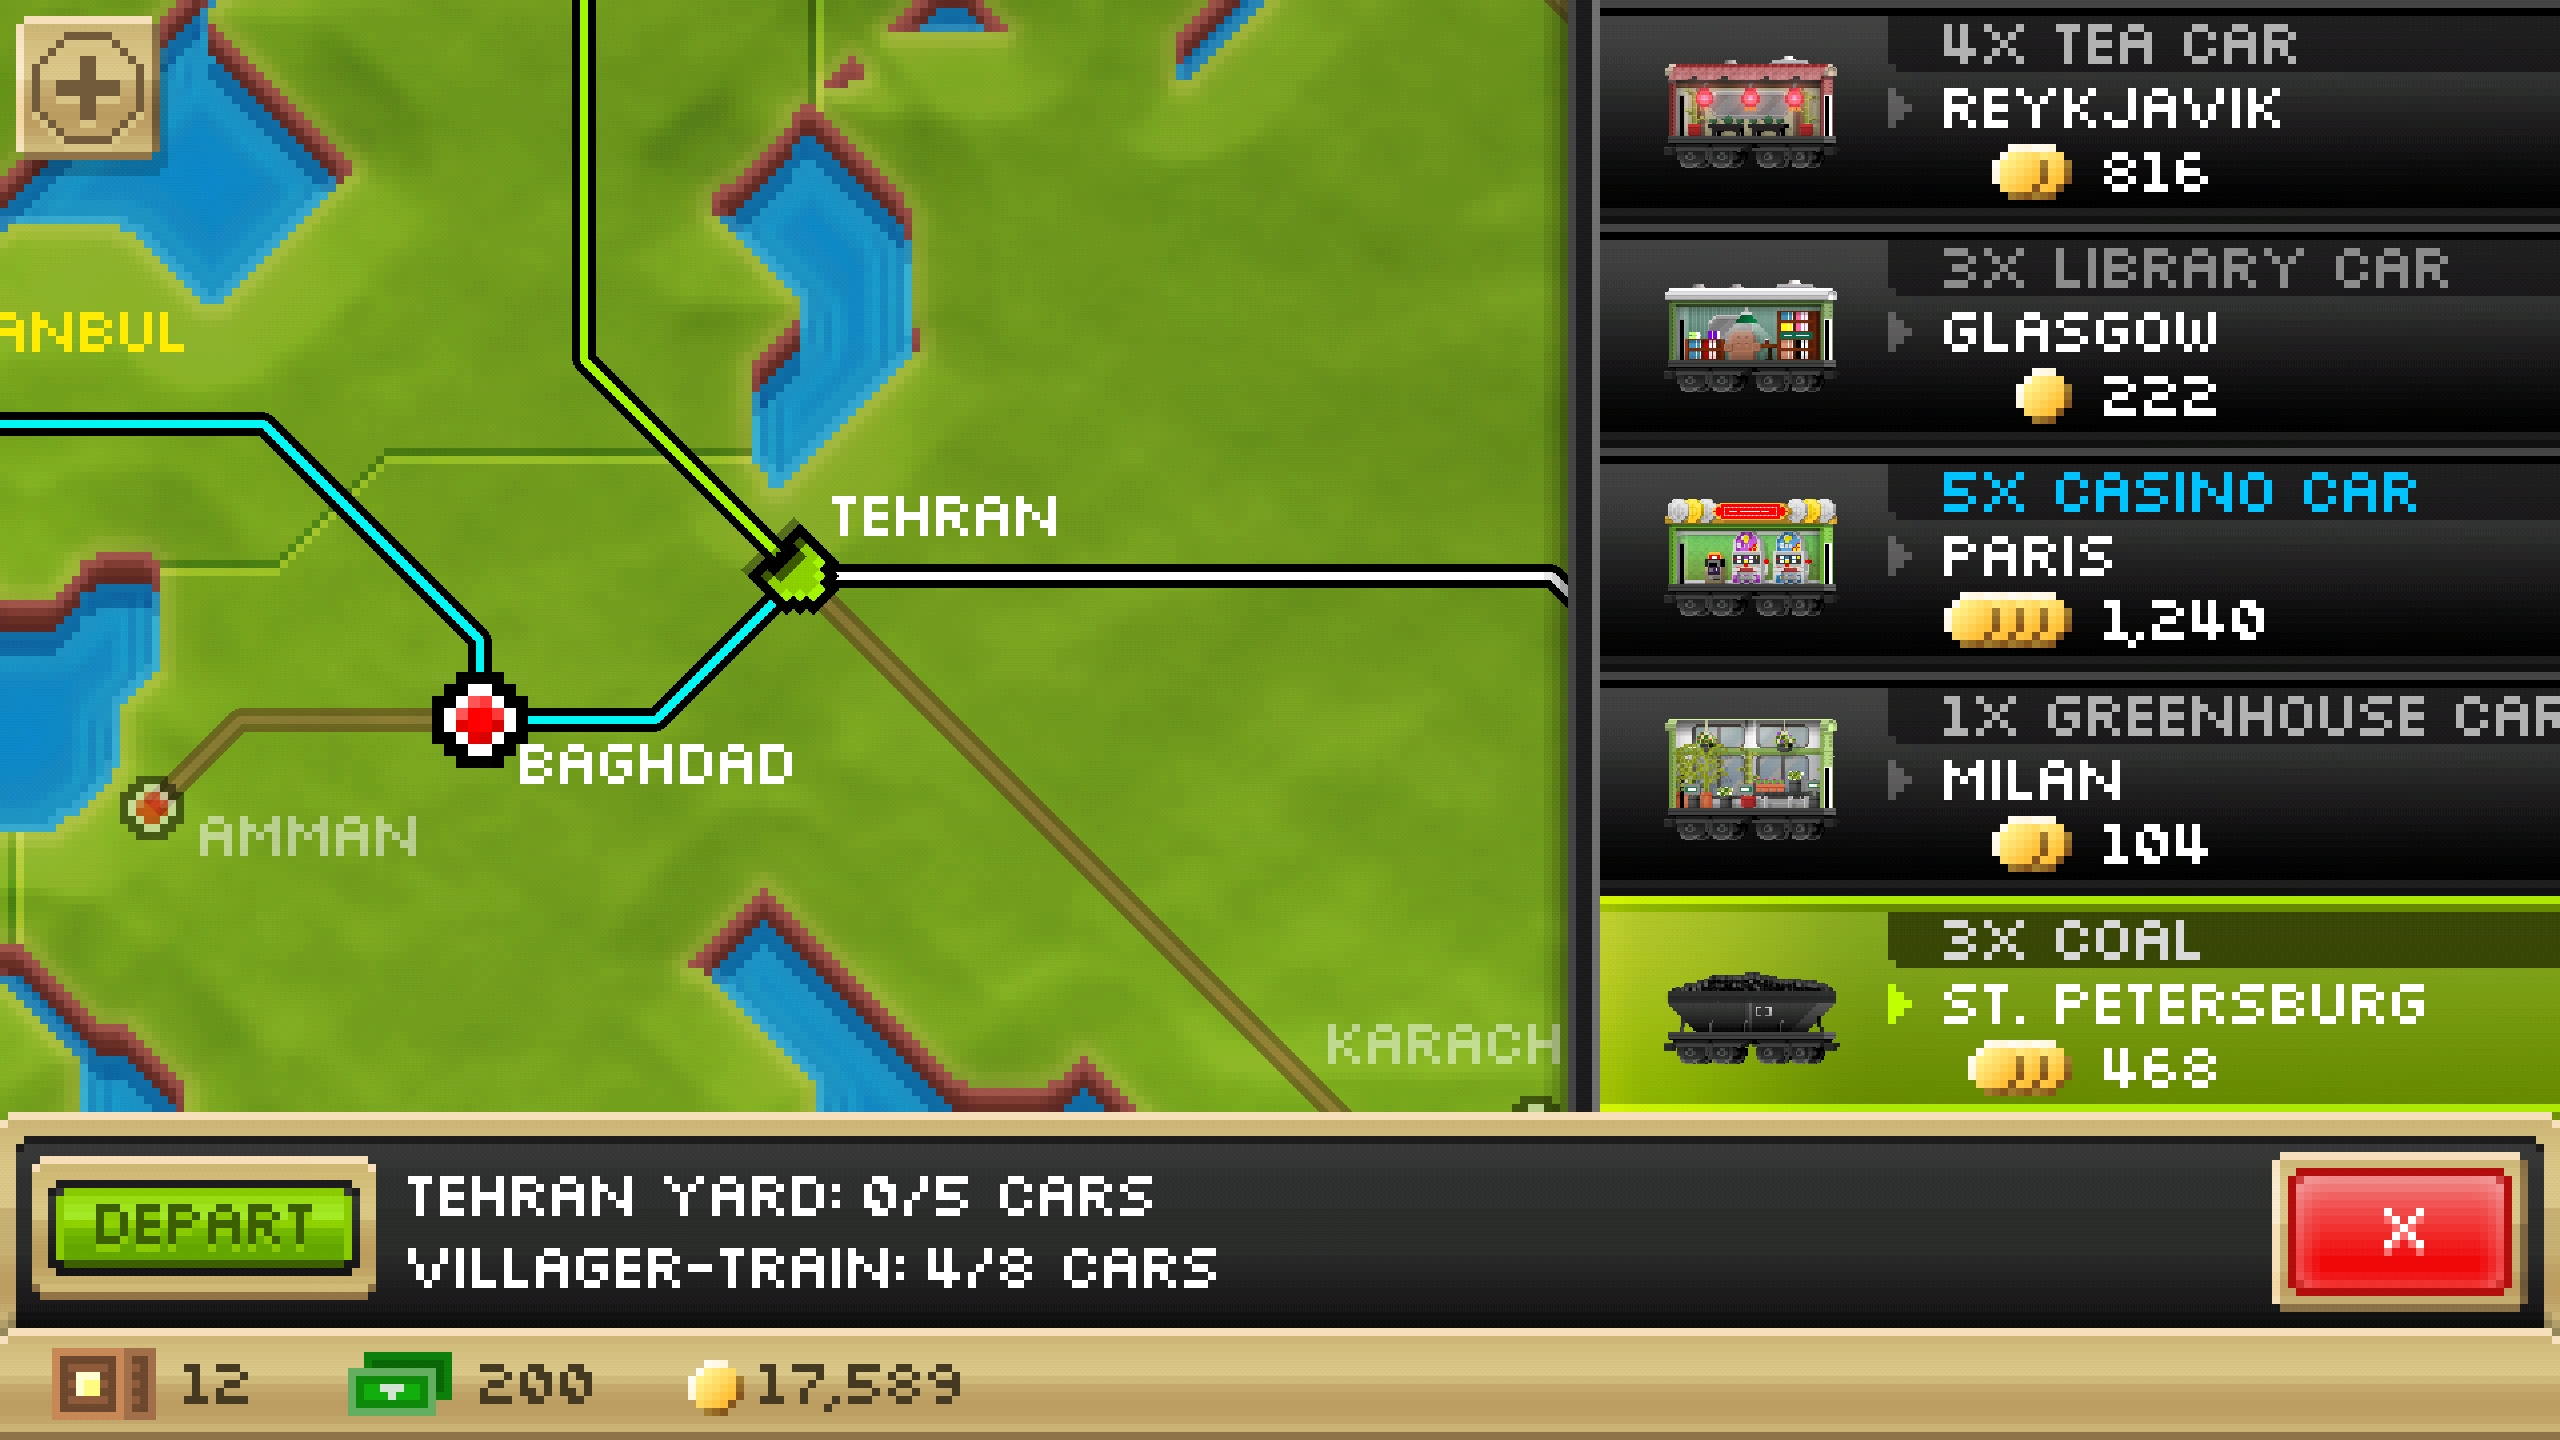 ANBUL
TEHRAN
BAGHDAD
AMMAN
KARACH
4X TEA CAR
REYKJAVIK
816
3X LIBRARY CAR
GLASGOW
222
5X CASINO CAR
PARIS
1,240
1X GREENHOUSE CAR
MILAN
104
3X COAL
ST. PETERSBURG
468
DEPART
TEHRAN YARD: 0/5 CARS
VILLAGER-TRAIN: 4/8 CARS
X
12
200
17,589